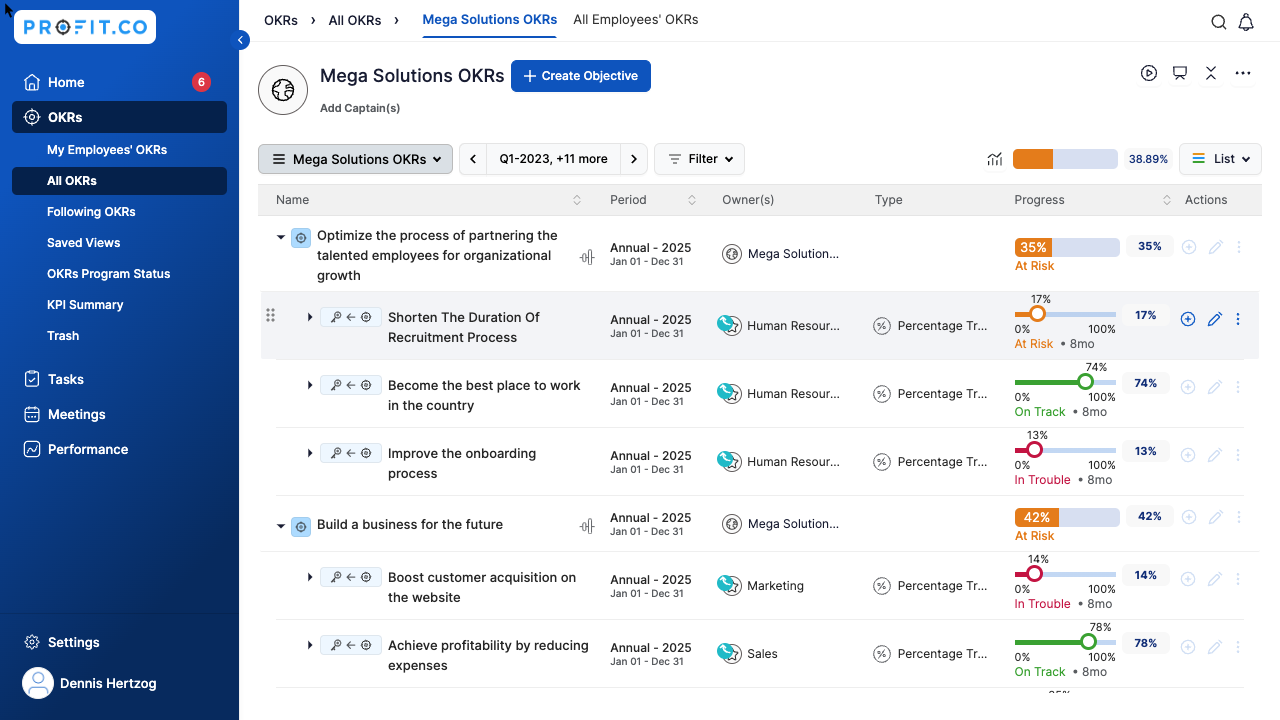 PROFIT.CO
Home
6
OKRs
My Employees' OKRs
All OKRs
Following OKRs
Saved Views
OKRs Program Status
KPI Summary
Trash
Tasks
Meetings
Performance
Settings
Dennis Hertzog
OKRs
All OKRs
Mega Solutions OKRs
All Employees' OKRs
Mega Solutions OKRs
Create Objective
Add Captain(s)
Mega Solutions OKRs
Q1-2023, +11 more
Filter
38.89%
List
Name
Period
Owner(s)
Type
Progress
Actions
Optimize the process of partnering the
talented employees for organizational
growth
Annual - 2025
Jan 01 - Dec 31
Mega Solution...
35%
35%
At Risk
Shorten The Duration Of
Recruitment Process
Annual - 2025
Jan 01 - Dec 31
Human Resour...
Percentage Tr...
17%
17%
0%
100%
At Risk • 8mo
Become the best place to work
in the country
Annual - 2025
Jan 01 - Dec 31
Human Resour...
Percentage Tr...
74%
74%
0%
100%
On Track • 8mo
Improve the onboarding
process
Annual - 2025
Jan 01 - Dec 31
Human Resour...
Percentage Tr...
13%
13%
0%
100%
In Trouble • 8mo
Build a business for the future
Annual - 2025
Jan 01 - Dec 31
Mega Solution...
42%
42%
At Risk
Boost customer acquisition on
the website
Annual - 2025
Jan 01 - Dec 31
Marketing
Percentage Tr...
14%
14%
0%
100%
In Trouble • 8mo
Achieve profitability by reducing
expenses
Annual - 2025
Jan 01 - Dec 31
Sales
Percentage Tr...
78%
78%
0%
100%
On Track • 8mo